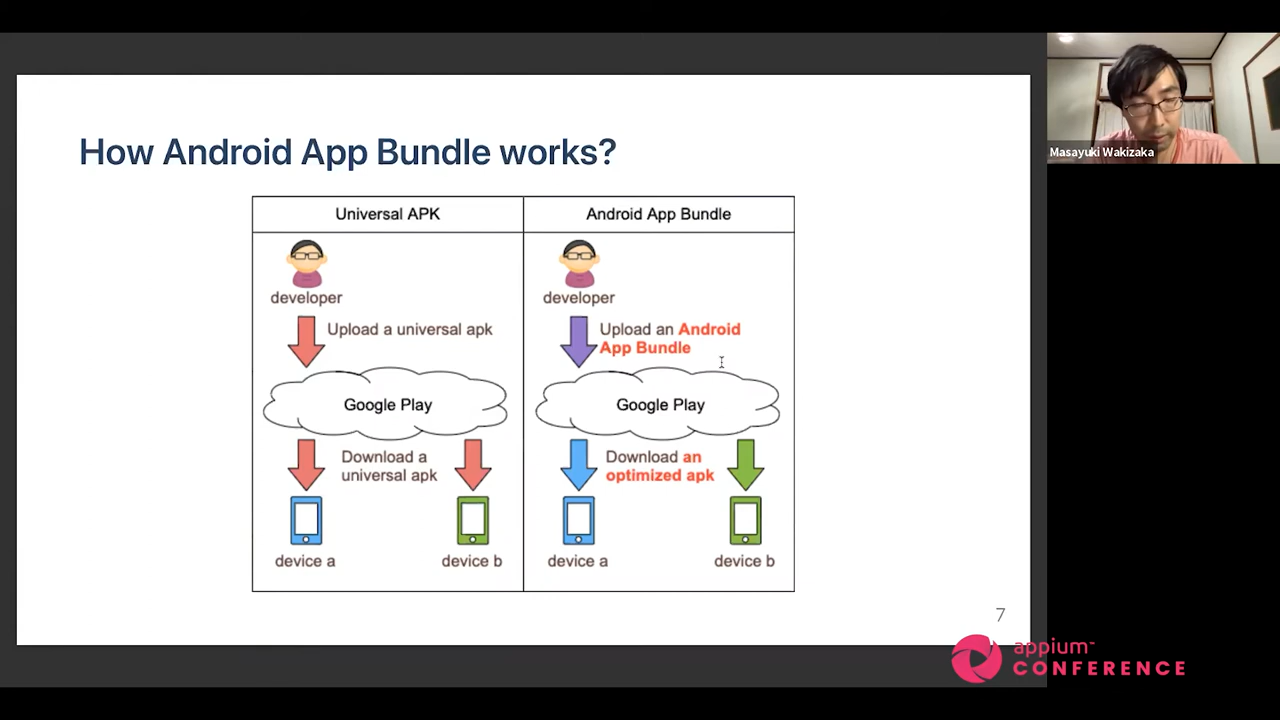 How Android App Bundle works?
Masayuki Wakizaka
Universal APK
Android App Bundle
developer
developer
Upload a universal apk
Upload an Android
App Bundle
Google Play
Google Play
Download a
universal apk
Download an
optimized apk
device a
device b
device a
device b
7
appium™
CONFERENCE